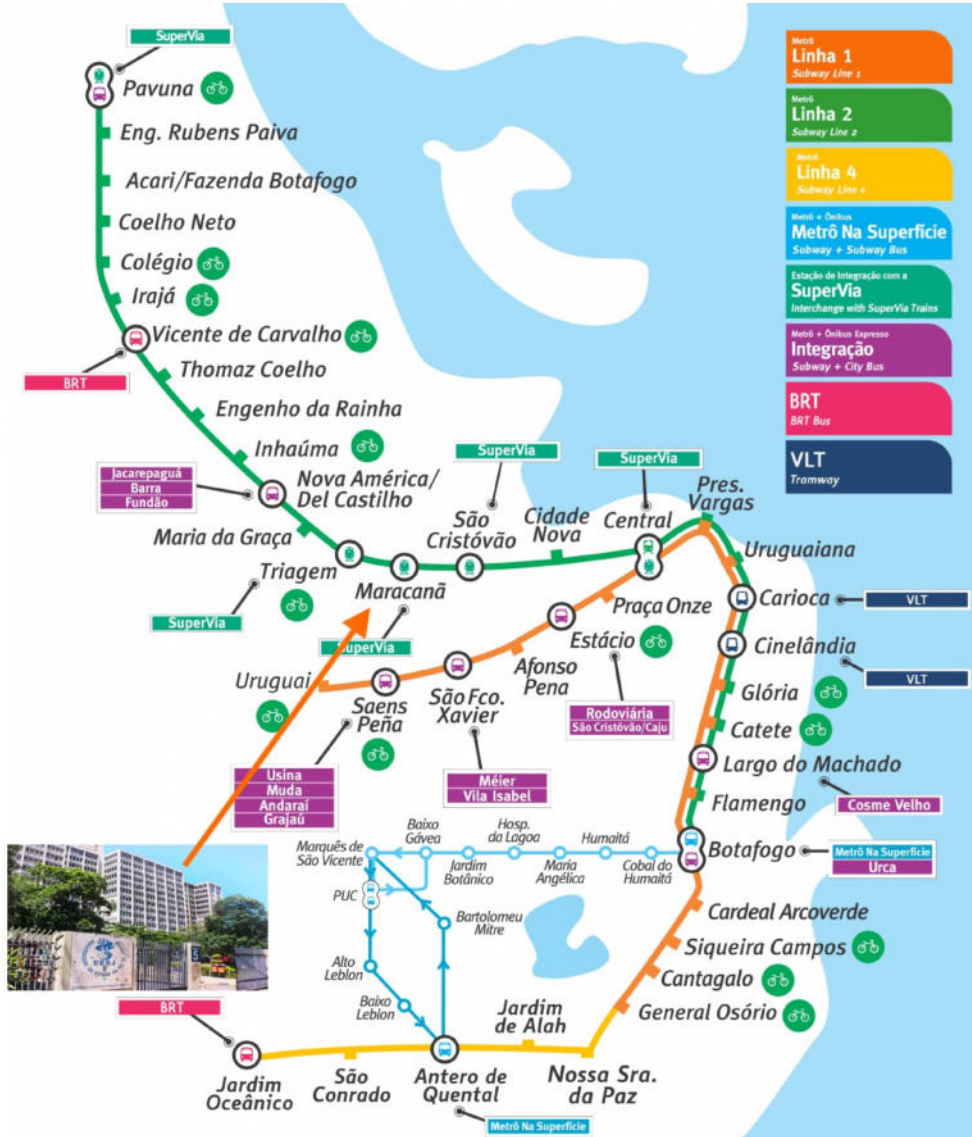 SuperVia
Pavuna
Eng. Rubens Paiva
Acari/Fazenda Botafogo
Coelho Neto
Colégio
Irajá
Vicente de Carvalho
BRT
Thomaz Coelho
Engenho da Rainha
Inhaúma
Jacarepaguá
Barra
Fundão
Nova América/
Del Castilho
Maria da Graça
Triagem
SuperVia
Maracanã
SuperVia
São
Cristóvão
SuperVia
Cidade
Nova
Central
SuperVia
Pres.
Vargas
Uruguaiana
Carioca
VLT
Cinelândia
VLT
Glória
Catete
Largo do Machado
Cosme Velho
Flamengo
Botafogo
Metrô Na Superfície
Urca
Praça Onze
Estácio
Rodoviária
São Cristóvão/Caju
Afonso
Pena
São Fco.
Xavier
Méier
Vila Isabel
Saens
Peña
Usina
Muda
Andaraí
Grajaú
Uruguai
Cobal do
Humaitá
Humaitá
Maria
Angélica
Hosp.
da Lagoa
Jardim
Botânico
Baixo
Gávea
Marquês de
São Vicente
PUC
Bartolomeu
Mitre
Alto
Leblon
Baixo
Leblon
Cardeal Arcoverde
Siqueira Campos
Cantagalo
General Osório
Nossa Sra.
da Paz
Jardim
de Alah
Antero de
Quental
Metrô Na Superfície
São
Conrado
Jardim
Oceânico
BRT
Metrô
Linha 1
Subway Line 1
Metrô
Linha 2
Subway Line 2
Metrô
Linha 4
Subway Line 4
Metrô + Ônibus
Metrô Na Superfície
Subway + Subway Bus
Estação de Integração com a
SuperVia
Interchange with SuperVia Trains
Metrô + Ônibus Expresso
Integração
Subway + City Bus
BRT
BRT Bus
VLT
Tramway
UERJ
5